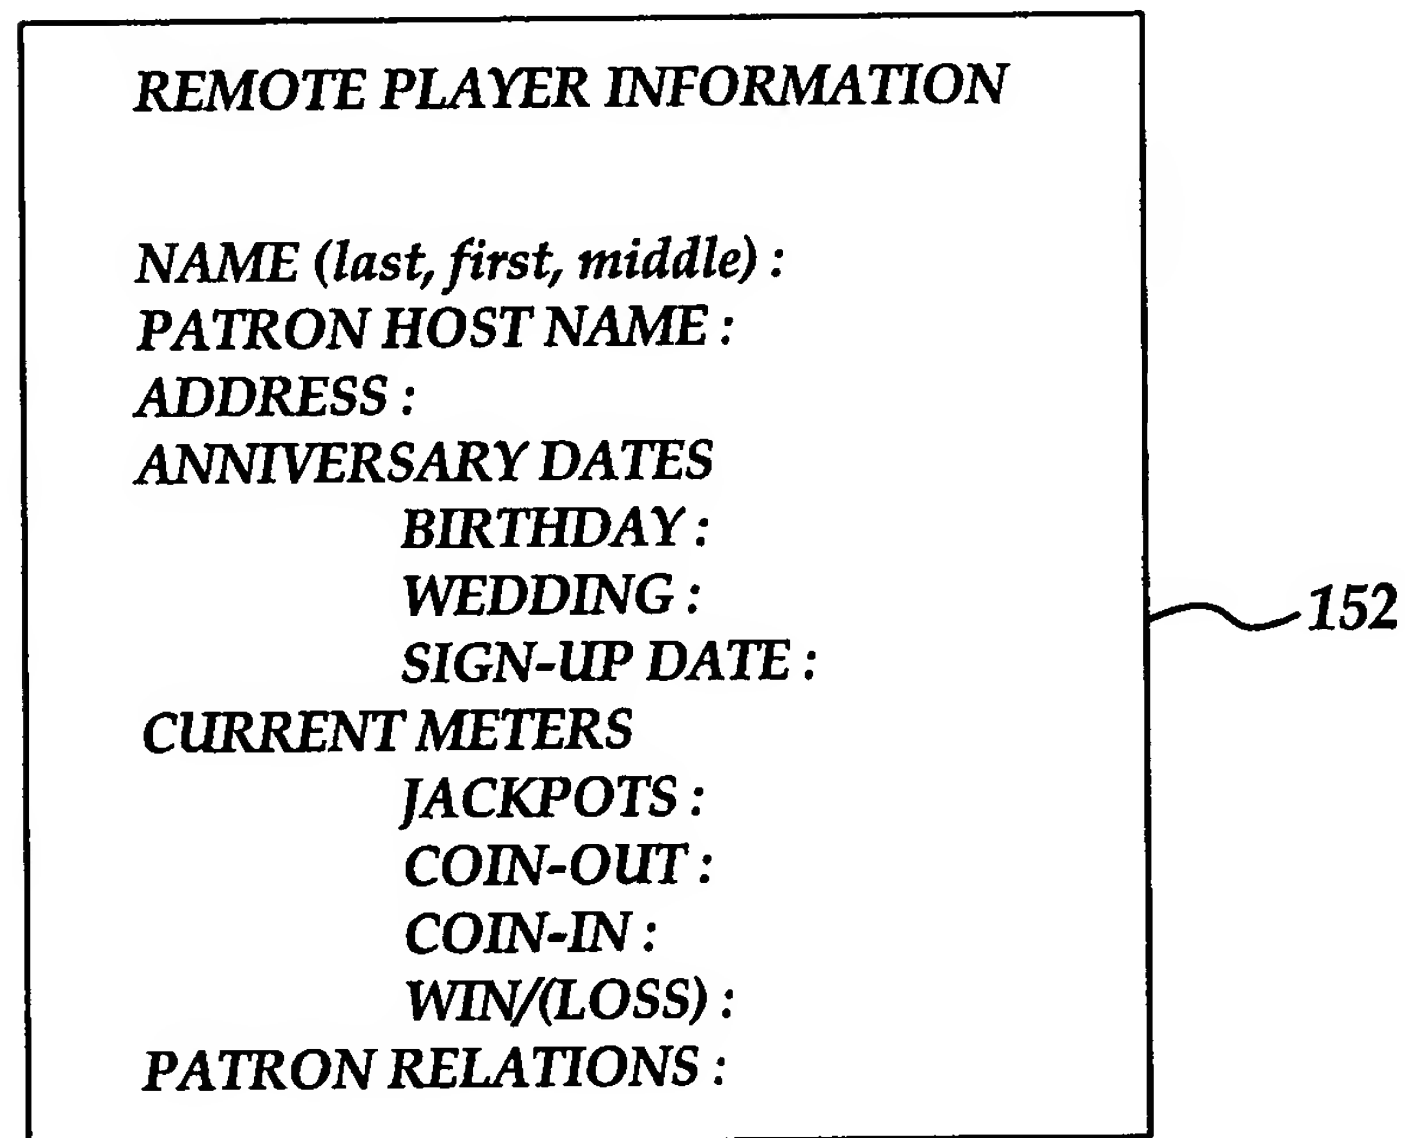 REMOTE PLAYER INFORMATION
NAME (last, first, middle) :
PATRON HOST NAME :
ADDRESS :
ANNIVERSARY DATES
BIRTHDAY :
WEDDING :
152
SIGN-UP DATE :
CURRENT METERS
JACKPOTS :
COIN-OUT :
COIN-IN :
WIN/(LOSS) :
PATRON RELATIONS :